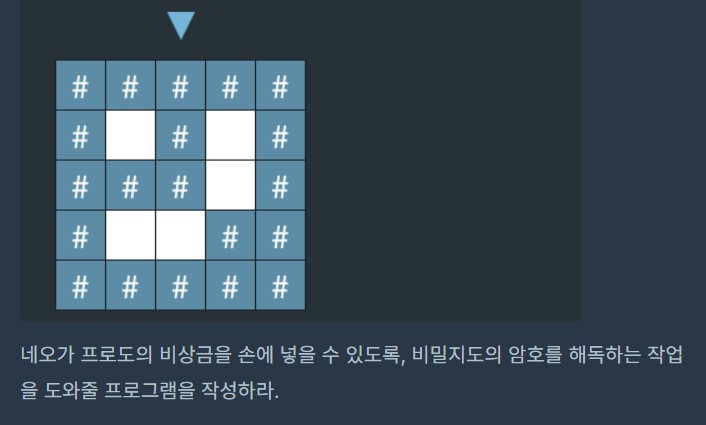 # # # # #
# # #
# # # #
# # #
# # # # #
네오가 프로도의 비상금을 손에 넣을 수 있도록, 비밀지도의 암호를 해독하는 작업
을 도와줄 프로그램을 작성하라.